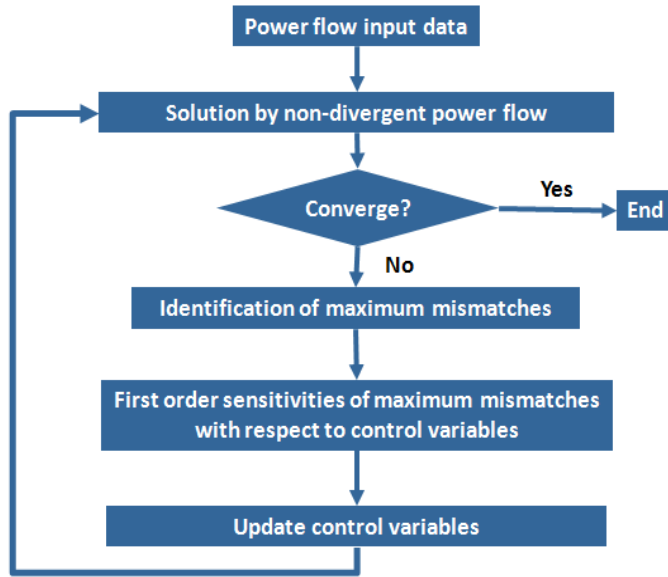 Power flow input data
Solution by non-divergent power flow
Converge?
Yes
End
No
Identification of maximum mismatches
First order sensitivities of maximum mismatches
with respect to control variables
Update control variables